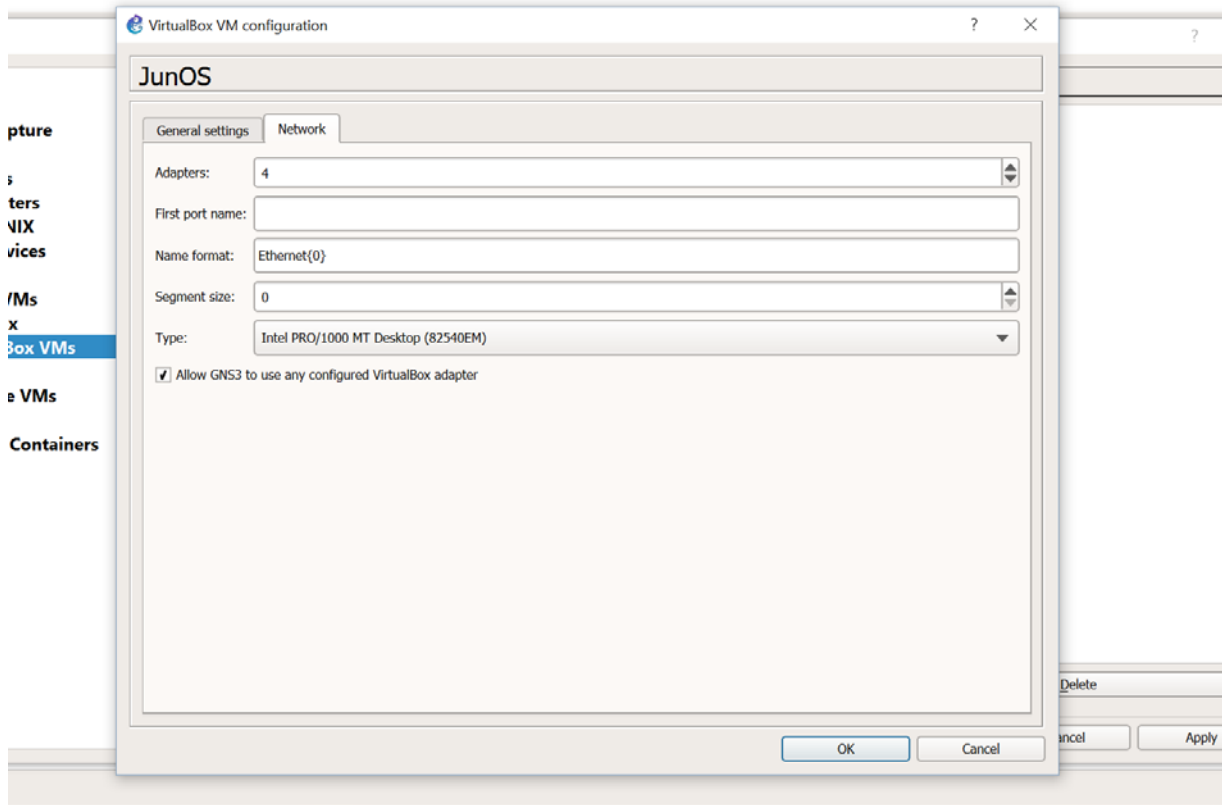 VirtualBox VM configuration
?
?
JunOS
General settings Network
pture
Adapters: 4
s
ters
First port name:
NIX
vices
Name format: Ethernet{0}
Segment size: 0
VMs
x
Type: Intel PRO/1000 MT Desktop (82540EM)
Box VMs
Allow GNS3 to use any configured VirtualBox adapter
e VMs
Containers
Delete
OK Cancel
ancel Apply